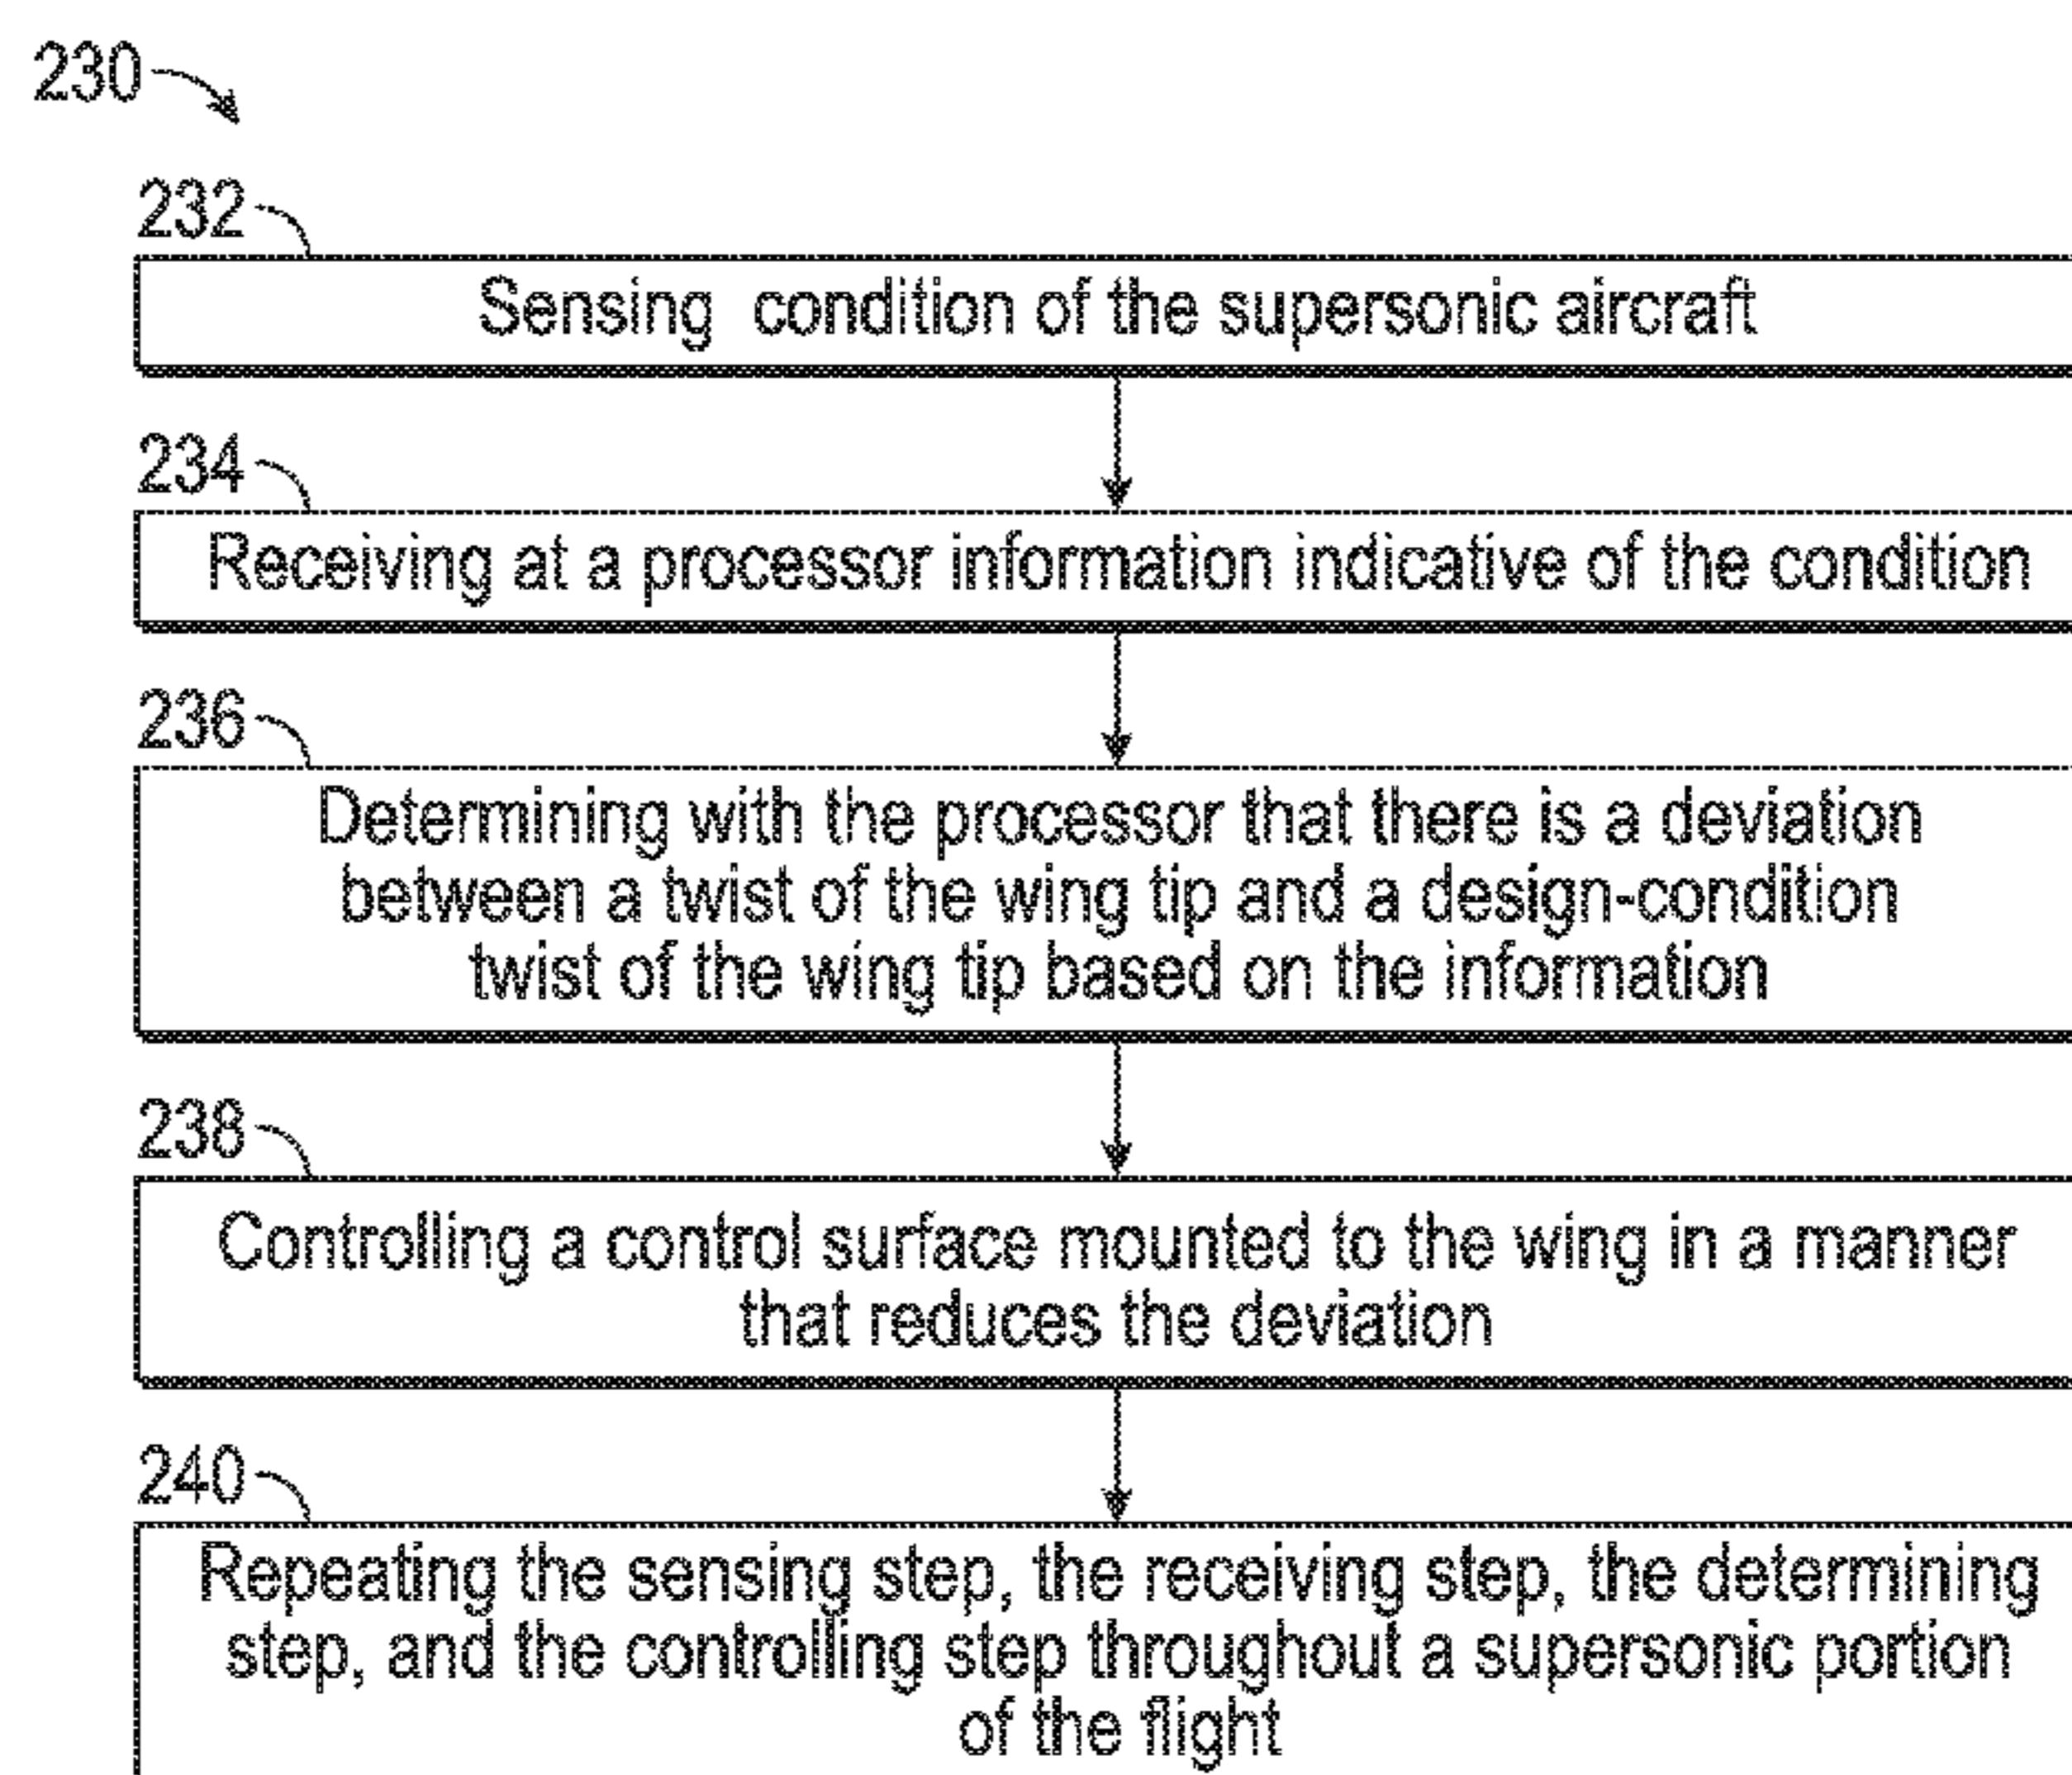 230
232
Sensing condition of the supersonic aircraft
234
Receiving at a processor information indicative of the condition
236
Determining with the processor that there is a deviation
between a twist of the wing tip and a design-condition
twist of the wing tip based on the information
238
Controlling a control surface mounted to the wing in a manner
that reduces the deviation
240
Repeating the sensing step, the receiving step, the determining
step, and the controlling step throughout a supersonic portion
of the flight